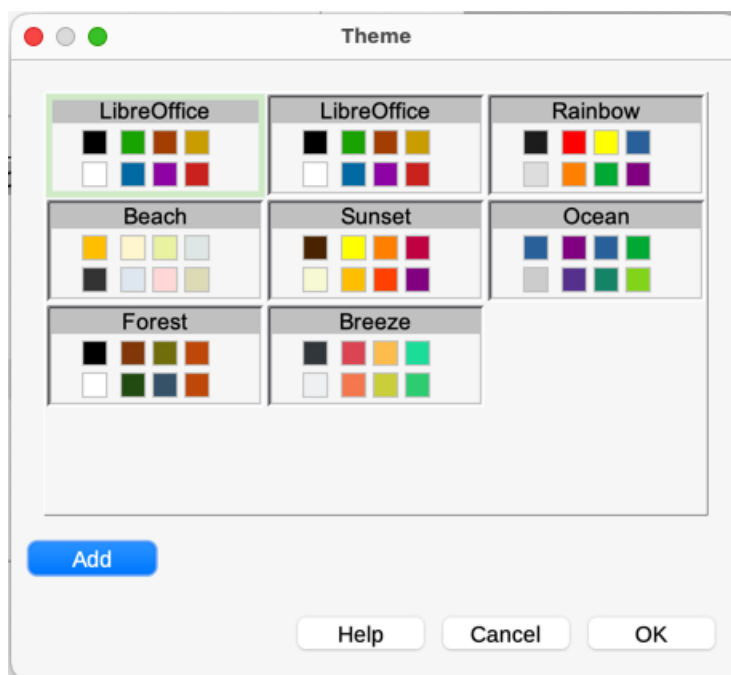 Theme
LibreOffice
LibreOffice
Rainbow
Beach
Sunset
Ocean
Forest
Breeze
Add
Help
Cancel
OK